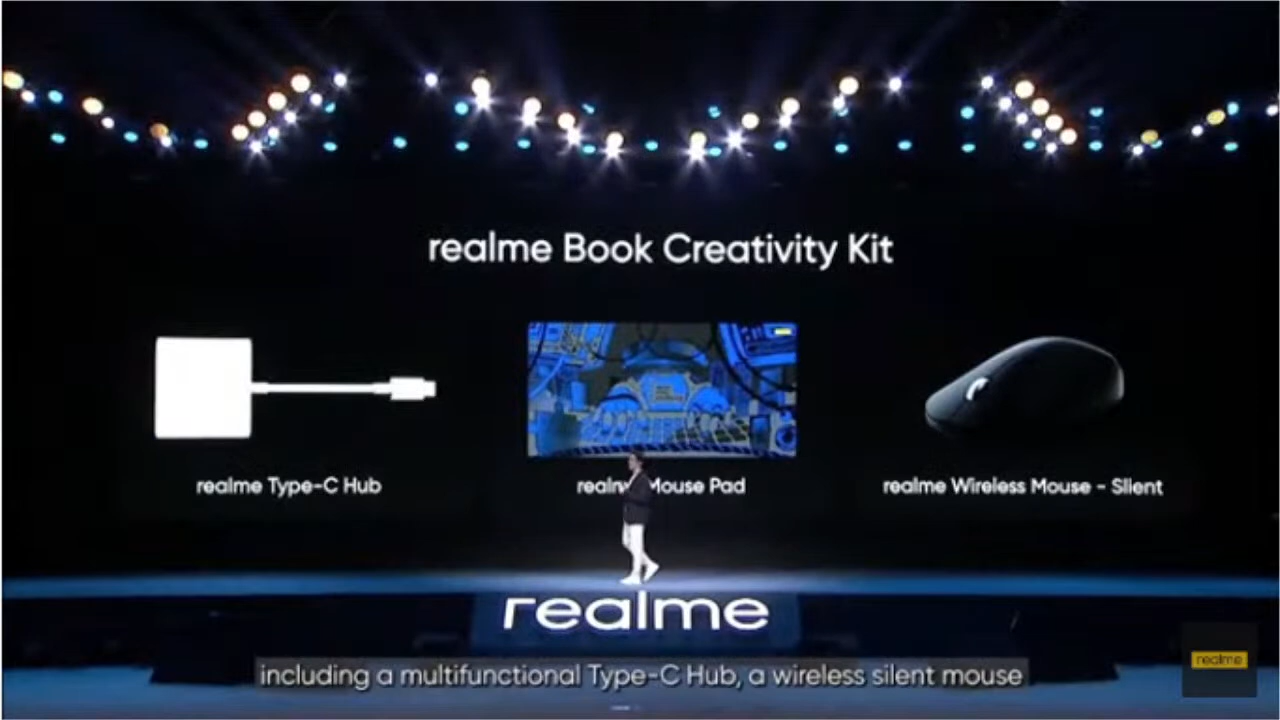 realme Book Creativity Kit
realme Type-C Hub
realme Mouse Pad
realme Wireless Mouse - Silent
realme
including a multifunctional Type-C Hub, a wireless silent mouse
realme